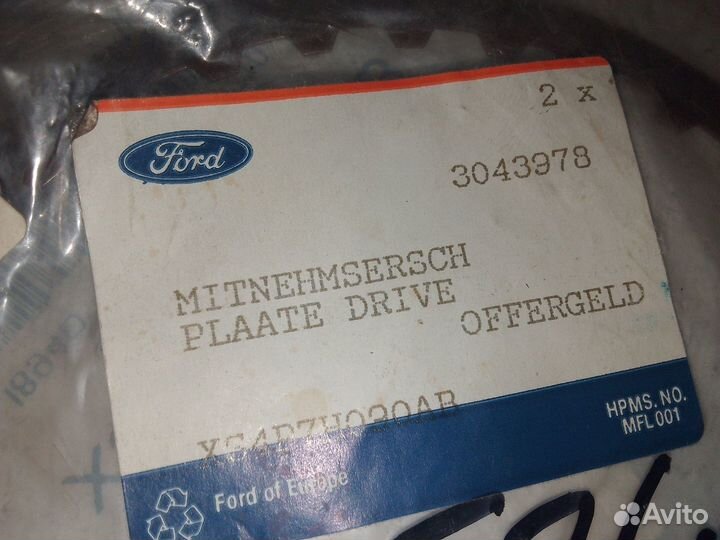 2 x
Ford
3043978
MITNEHMSERSCH
PLAATE DRIVE
OFFERGELD
HPMS. NO.
MFL 001
Ford of Europe
Avito